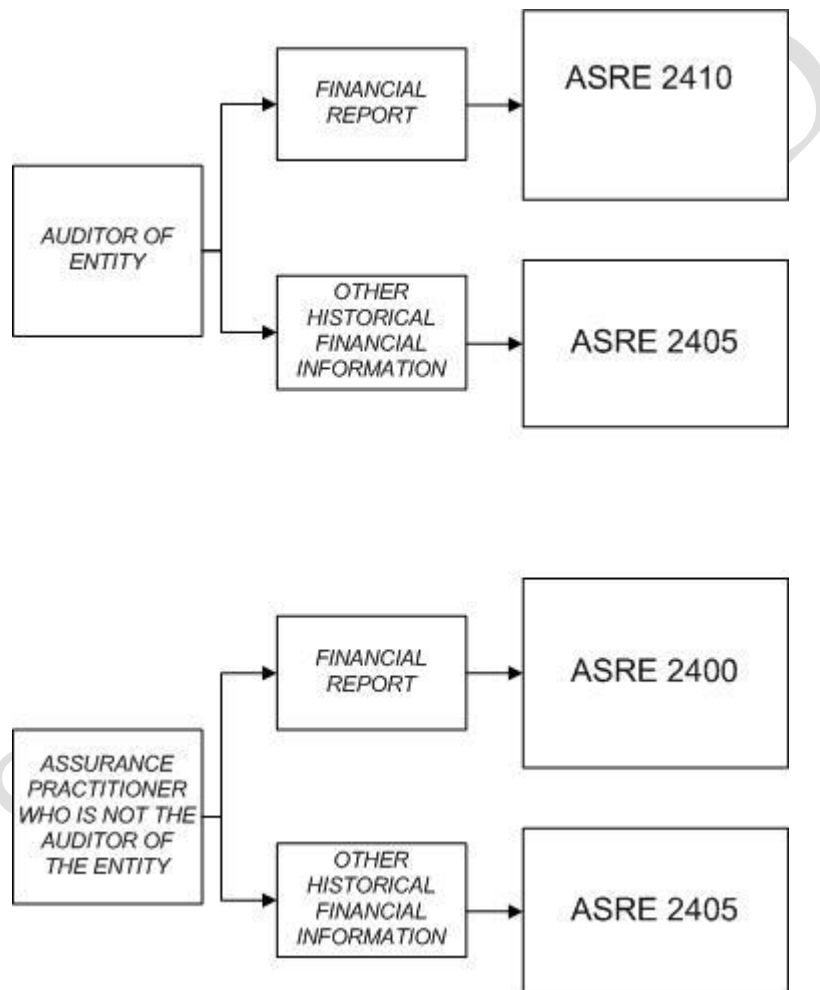 FINANCIAL
REPORT
ASRE 2410
AUDITOR OF
ENTITY
OTHER
HISTORICAL
FINANCIAL
INFORMATION
ASRE 2405
FINANCIAL
REPORT
ASRE 2400
ASSURANCE
PRACTITIONER
WHO IS NOT THE
AUDITOR OF
THE ENTITY
OTHER
HISTORICAL
FINANCIAL
INFORMATION
ASRE 2405